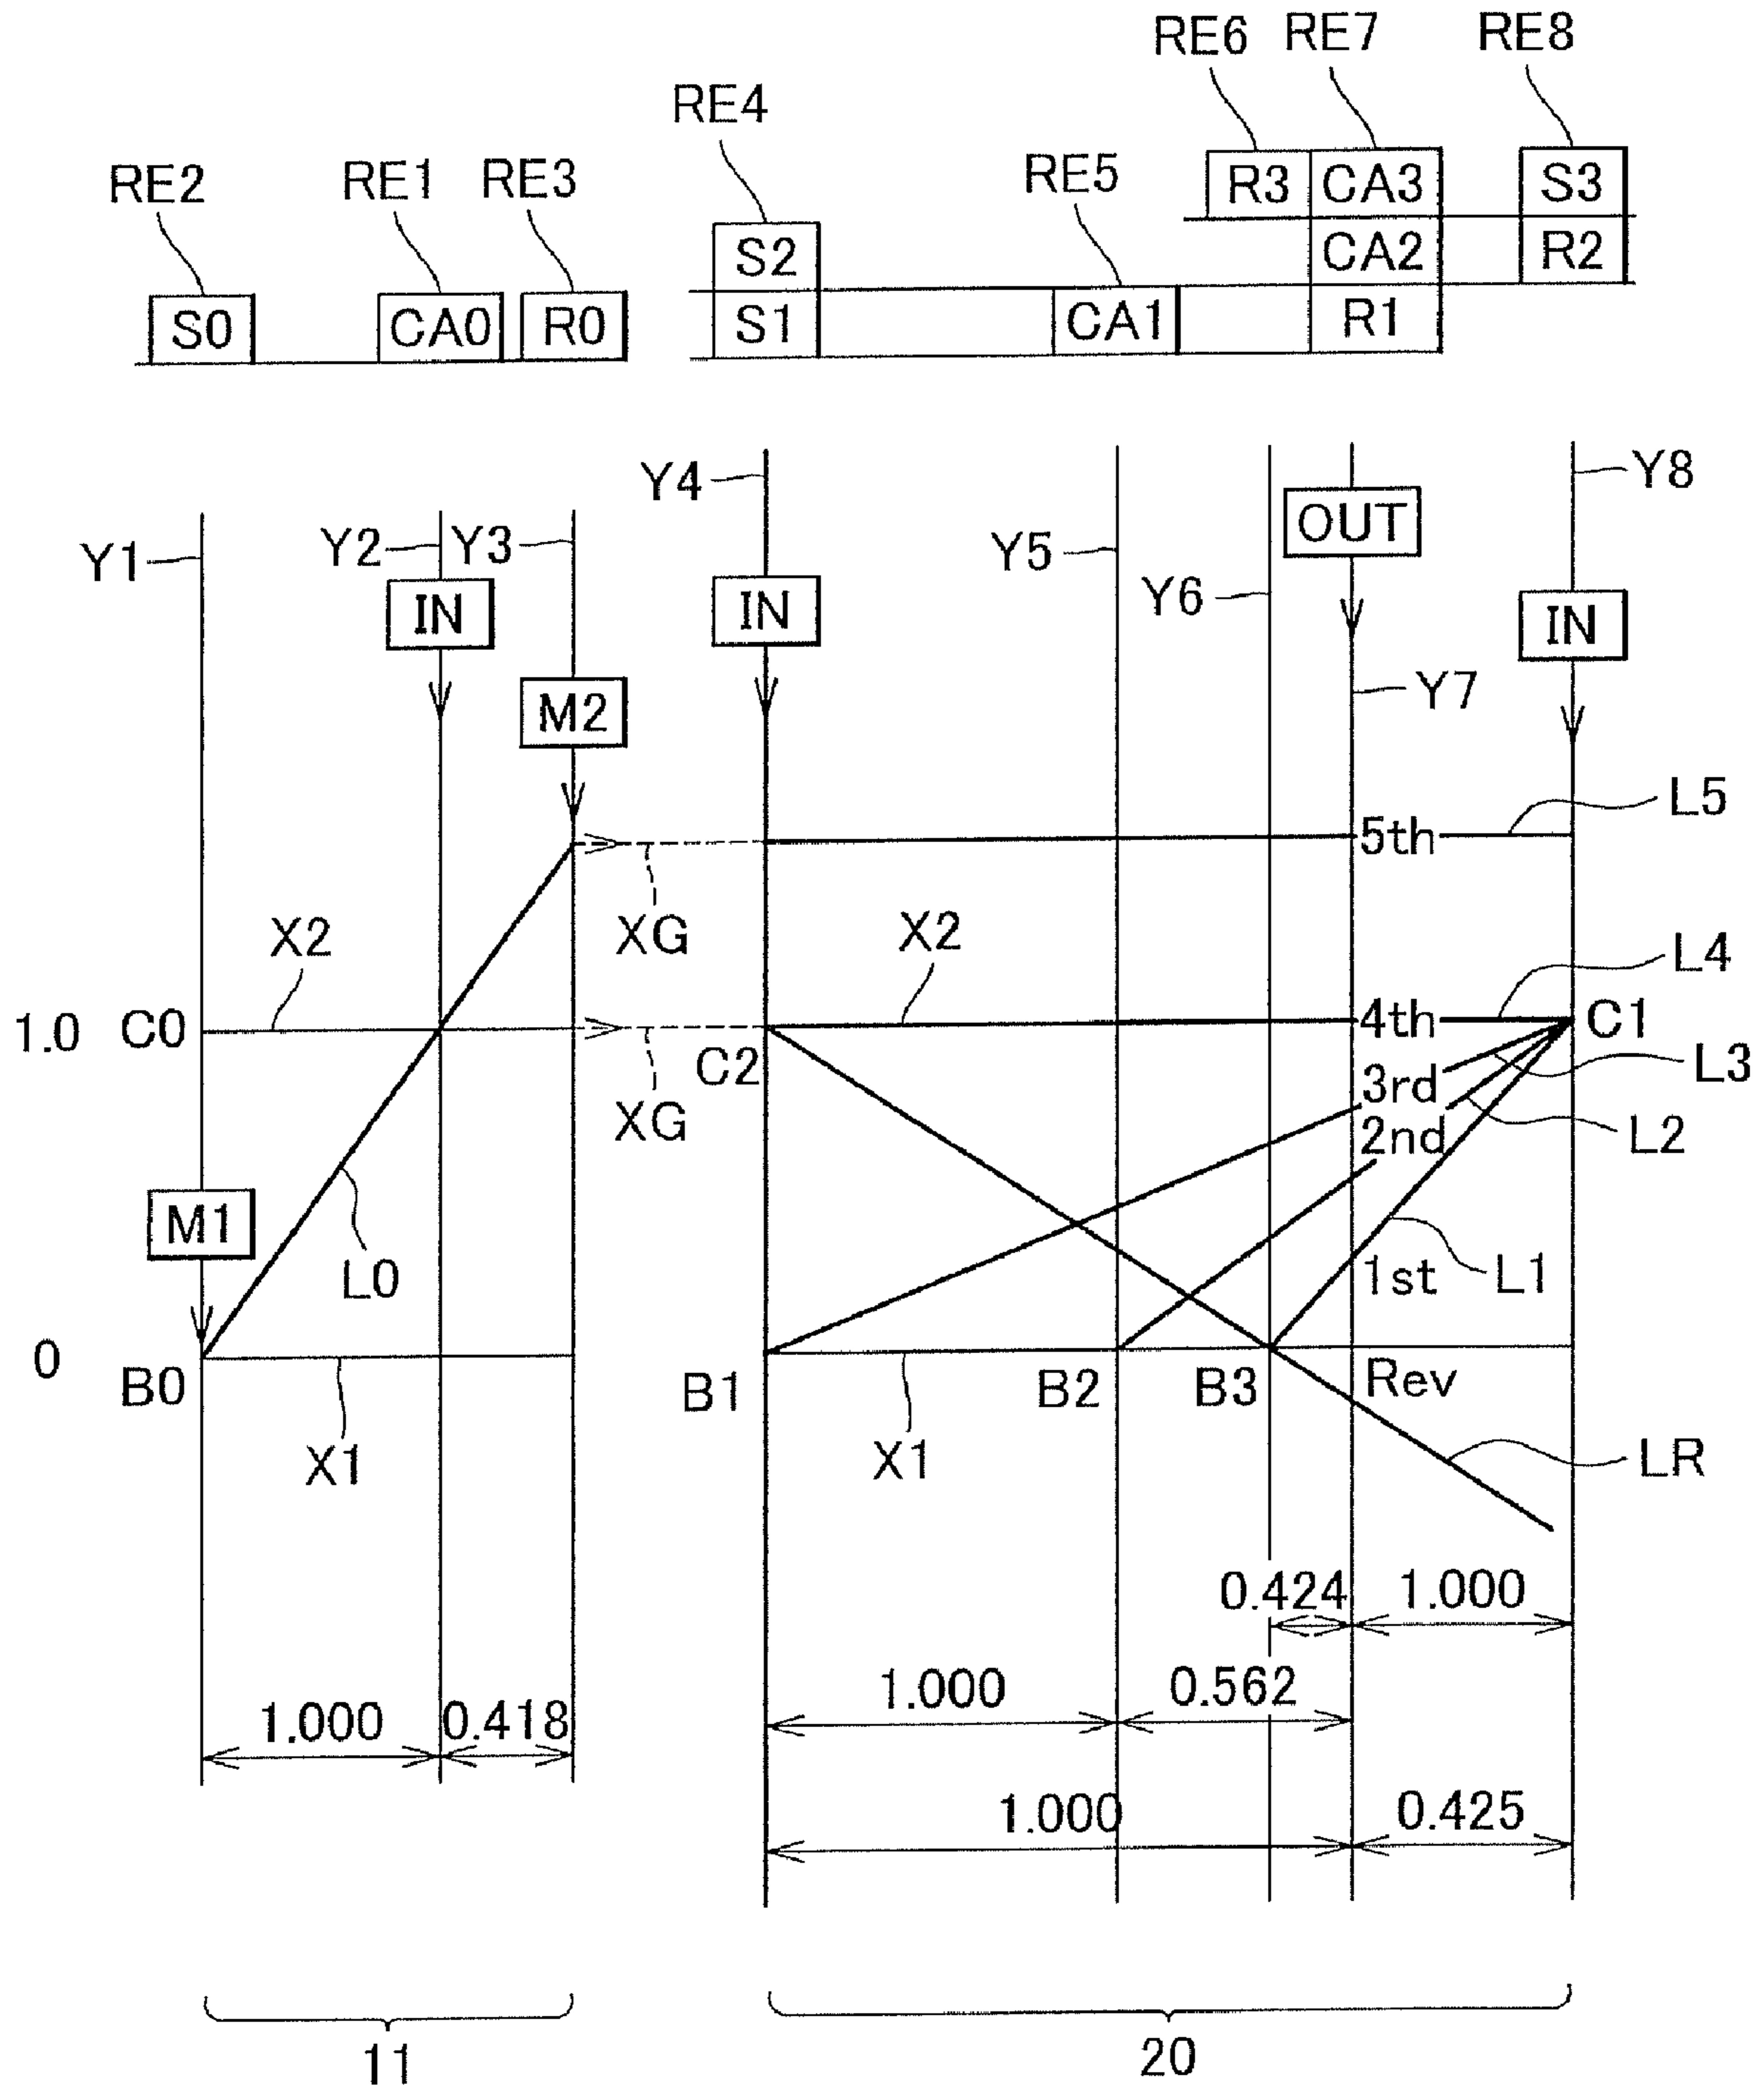 RE6 RE7 RE8
RE4
RE2 RE1 RE3 RE5
R3 CA3 S3
S2 CA2 R2
S0 CA0 R0 S1 CA1 R1
Y4 Y8
OUT
Y1 Y2 Y3 Y5
Y6
IN IN IN
Y7
M2
L5
5th
XG
X2 X2
L4
1.0 C0 4th C1
C2 L3
3rd
XG
2nd L2
M1
L0 1st L1
0
B0 B1 B2 B3 Rev
X1 X1 LR
0.424 1.000
1.000 0.562
1.000 0.418
1.000 0.425
11 20